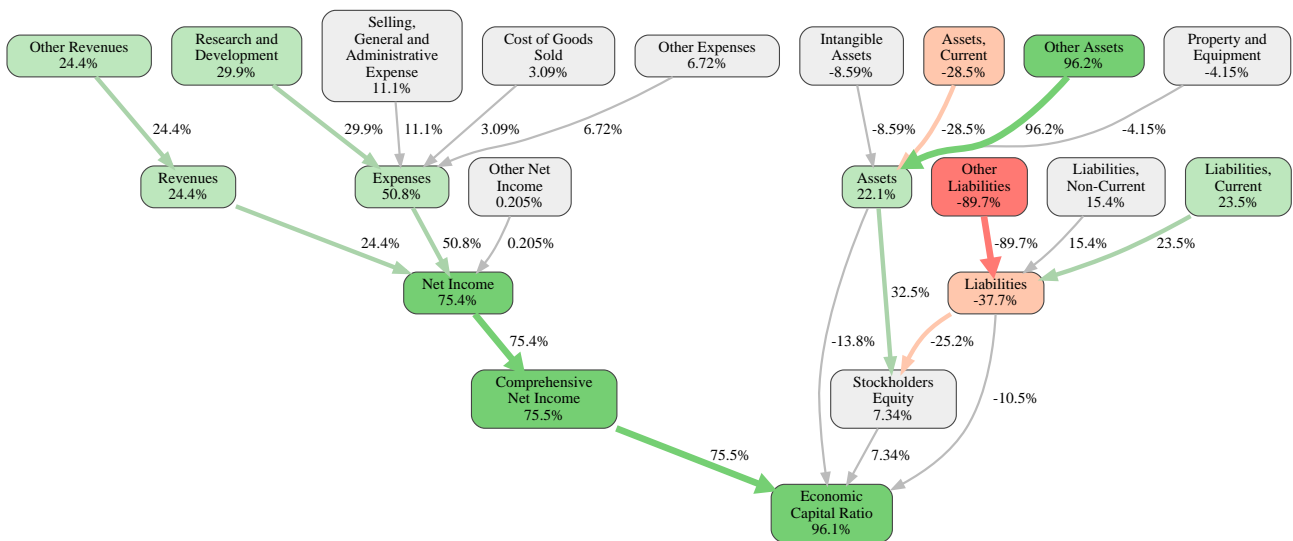 Other Revenues
24.4%
Research and
Development
29.9%
Selling,
General and
Administrative
Expense
11.1%
Cost of Goods
Sold
3.09%
Other Expenses
6.72%
Intangible
Assets
-8.59%
Assets,
Current
-28.5%
Other Assets
96.2%
Property and
Equipment
-4.15%
24.4%
29.9%
11.1%
3.09%
6.72%
-8.59%
-28.5%
96.2%
-4.15%
Revenues
24.4%
Expenses
50.8%
Other Net
Income
0.205%
Assets
22.1%
Other
Liabilities
-89.7%
Liabilities,
Non-Current
15.4%
Liabilities,
Current
23.5%
24.4%
50.8%
0.205%
-89.7%
15.4%
23.5%
Net Income
75.4%
32.5%
Liabilities
-37.7%
75.4%
-13.8%
-25.2%
Comprehensive
Net Income
75.5%
Stockholders
Equity
7.34%
-10.5%
75.5%
7.34%
Economic
Capital Ratio
96.1%